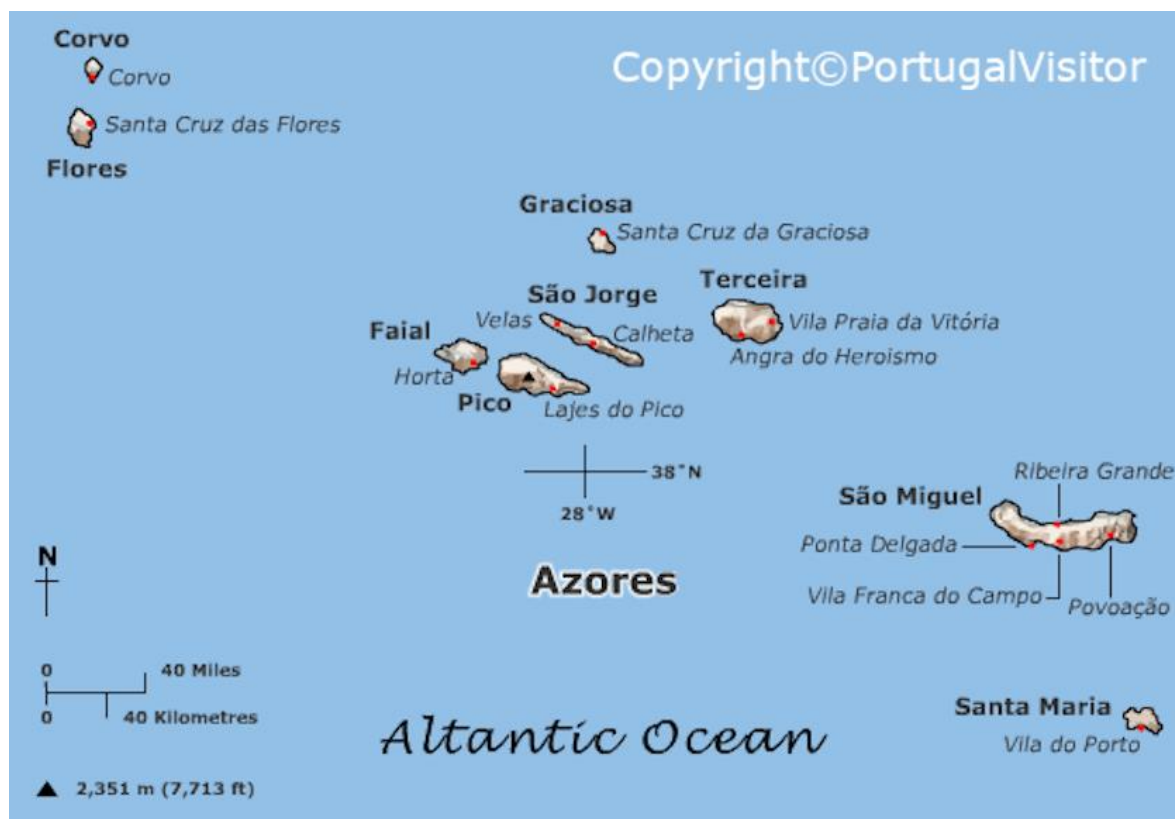 Corvo
Copyright©PortugalVisitor
Corvo
Santa Cruz das Flores
Flores
Graciosa
Santa Cruz da Graciosa
Terceira
São Jorge
Velas
Vila Praia da Vitória
Faial
Calheta
Angra do Heroismo
Horta
Pico
Lajes do Pico
38°N
28°W
Ribeira Grande
São Miguel
Ponta Delgada
Vila Franca do Campo
Povoação
N
Azores
0 40 Miles
0 40 Kilometres
Santa Maria
Vila do Porto
Altantic Ocean
2,351 m (7,713 ft)